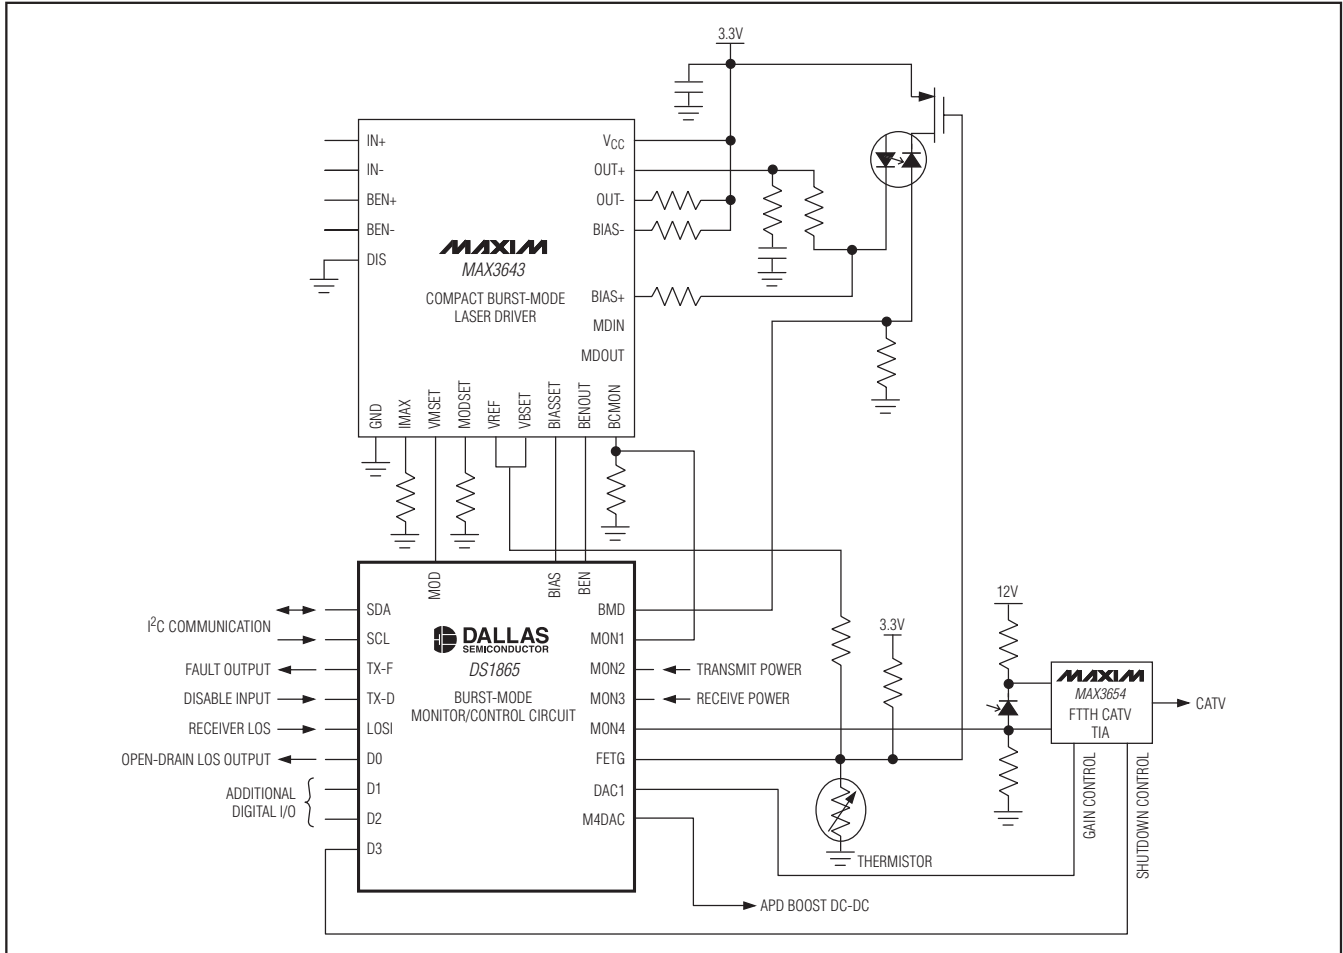 3.3V
IN+
IN-
BEN+
BEN-
DIS
MAXIM
MAX3643
COMPACT BURST-MODE
LASER DRIVER
VCC
OUT+
OUT-
BIAS-
BIAS+
MDIN
MDOUT
GND
IMAX
VMSET
MODSET
VREF
VBSET
BIASSET
BENOUT
BCMON
MOD
BIAS
BEN
I2C COMMUNICATION
FAULT OUTPUT
DISABLE INPUT
RECEIVER LOS
OPEN-DRAIN LOS OUTPUT
ADDITIONAL
DIGITAL I/O
SDA
SCL
TX-F
TX-D
LOSI
D0
D1
D2
D3
DALLAS
SEMICONDUCTOR
DS1865
BURST-MODE
MONITOR/CONTROL CIRCUIT
BMD
MON1
MON2
MON3
MON4
FETG
DAC1
M4DAC
TRANSMIT POWER
RECEIVE POWER
3.3V
12V
THERMISTOR
APD BOOST DC-DC
MAXIM
MAX3654
FTTH CATV
TIA
CATV
GAIN CONTROL
SHUTDOWN CONTROL